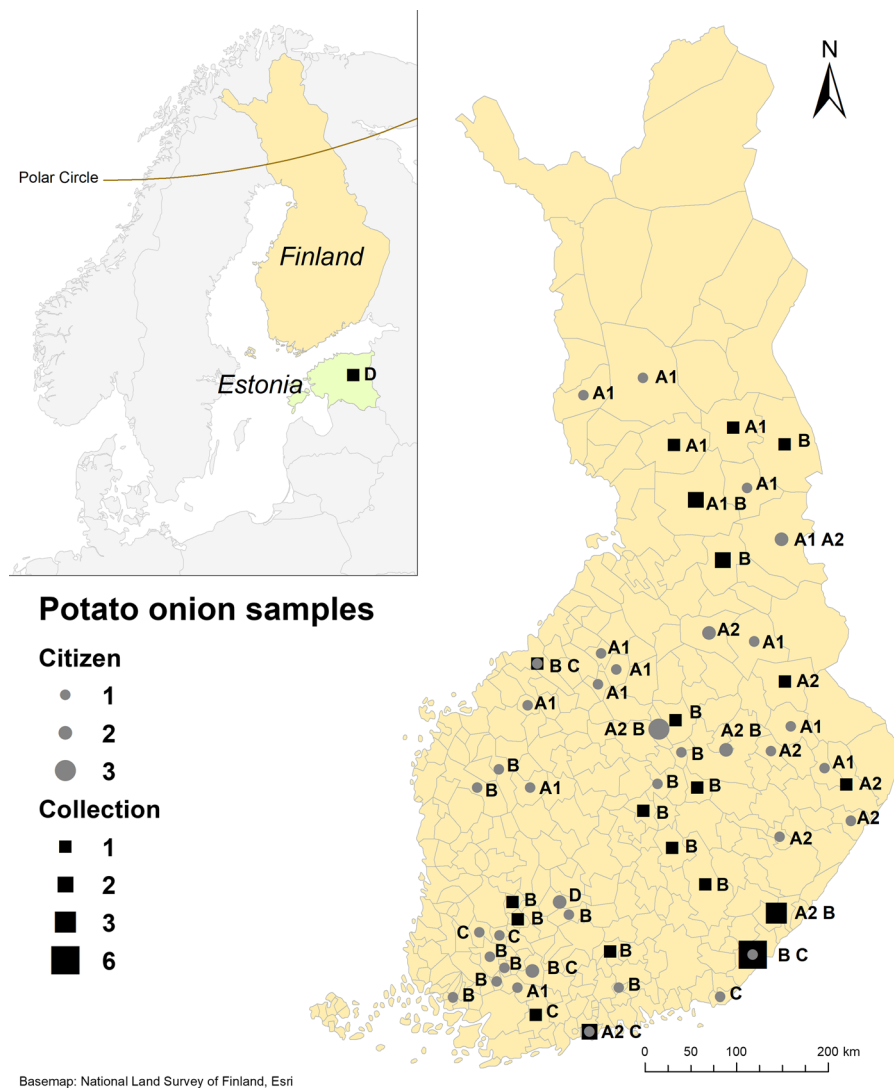 N
Polar Circle
Finland
Estonia
D
A1
A1
A1
A1
B
A1
A1 B
A1 A2
B
Potato onion samples
Citizen
1
2
3
Collection
1
2
3
6
A2
A1
A1
B C
A1
A1
A2
A1
B
A2 B
A2 B
A1
B
A2
A1
B
B
A1
B
B
A2
B
A2
A2
B
B
B
D
B
B
A2 B
C
C
B
B
B
B C
B
B C
B
A1
B
B
C
C
A2 C
0 50 100 200 km
Basemap: National Land Survey of Finland, Esri